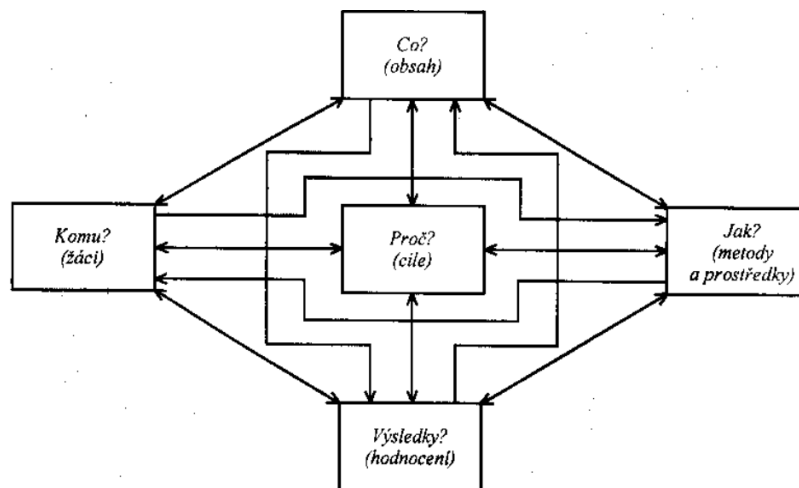 Co?
(obsah)
Komu?
(žáci)
Proč?
(cíle)
Jak?
(metody
a prostředky)
Výsledky?
(hodnocení)